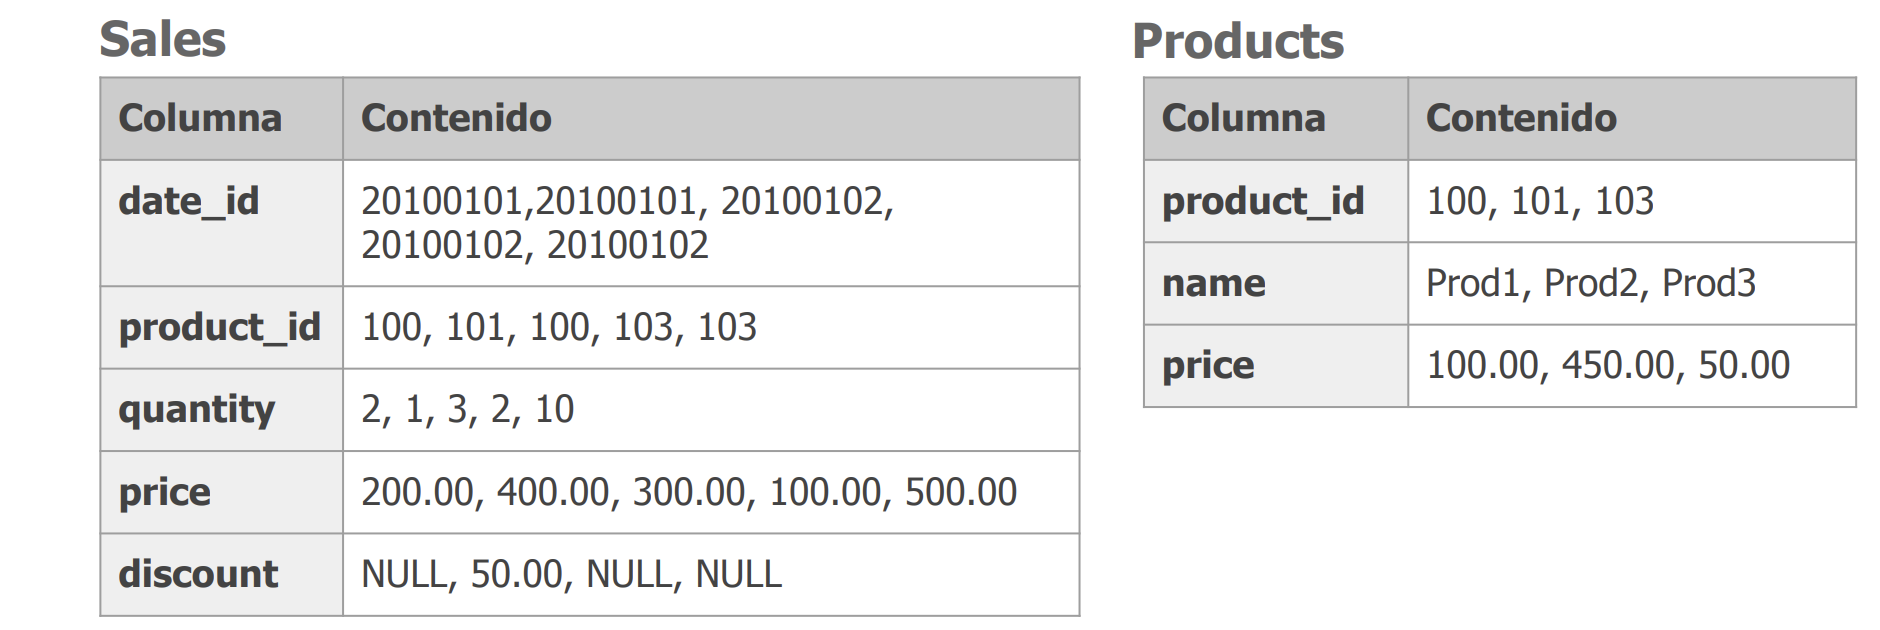 Sales
Columna Contenido
date_id 20100101,20100101, 20100102,
20100102, 20100102
product_id 100, 101, 100, 103, 103
quantity 2, 1, 3, 2, 10
price 200.00, 400.00, 300.00, 100.00, 500.00
discount NULL, 50.00, NULL, NULL
Products
Columna Contenido
product_id 100, 101, 103
name Prod1, Prod2, Prod3
price 100.00, 450.00, 50.00